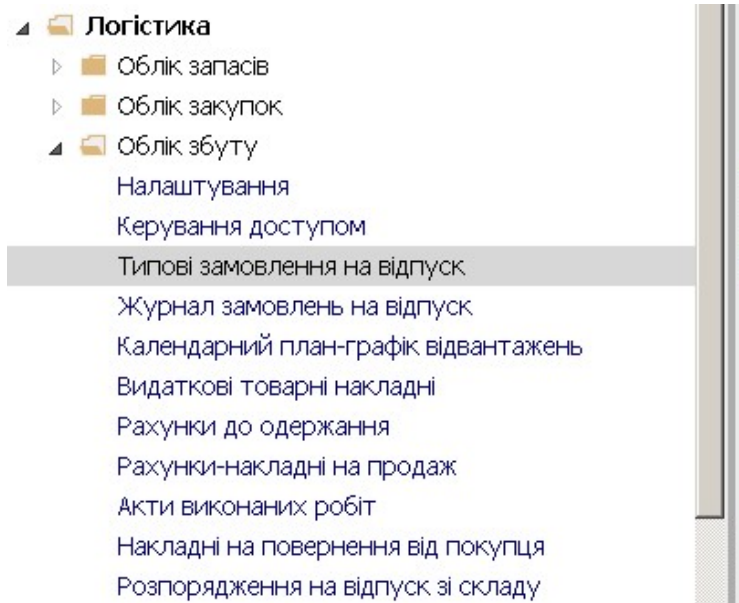 Логістика
Облік запасів
Облік закупок
Облік збуту
Налаштування
Керування доступом
Типові замовлення на відпуск
Журнал замовлень на відпуск
Календарний план-графік відвантажень
Видаткові товарні накладні
Рахунки до одержання
Рахунки-накладні на продаж
Акти виконаних робіт
Накладні на повернення від покупця
Розпорядження на відпуск зі складу